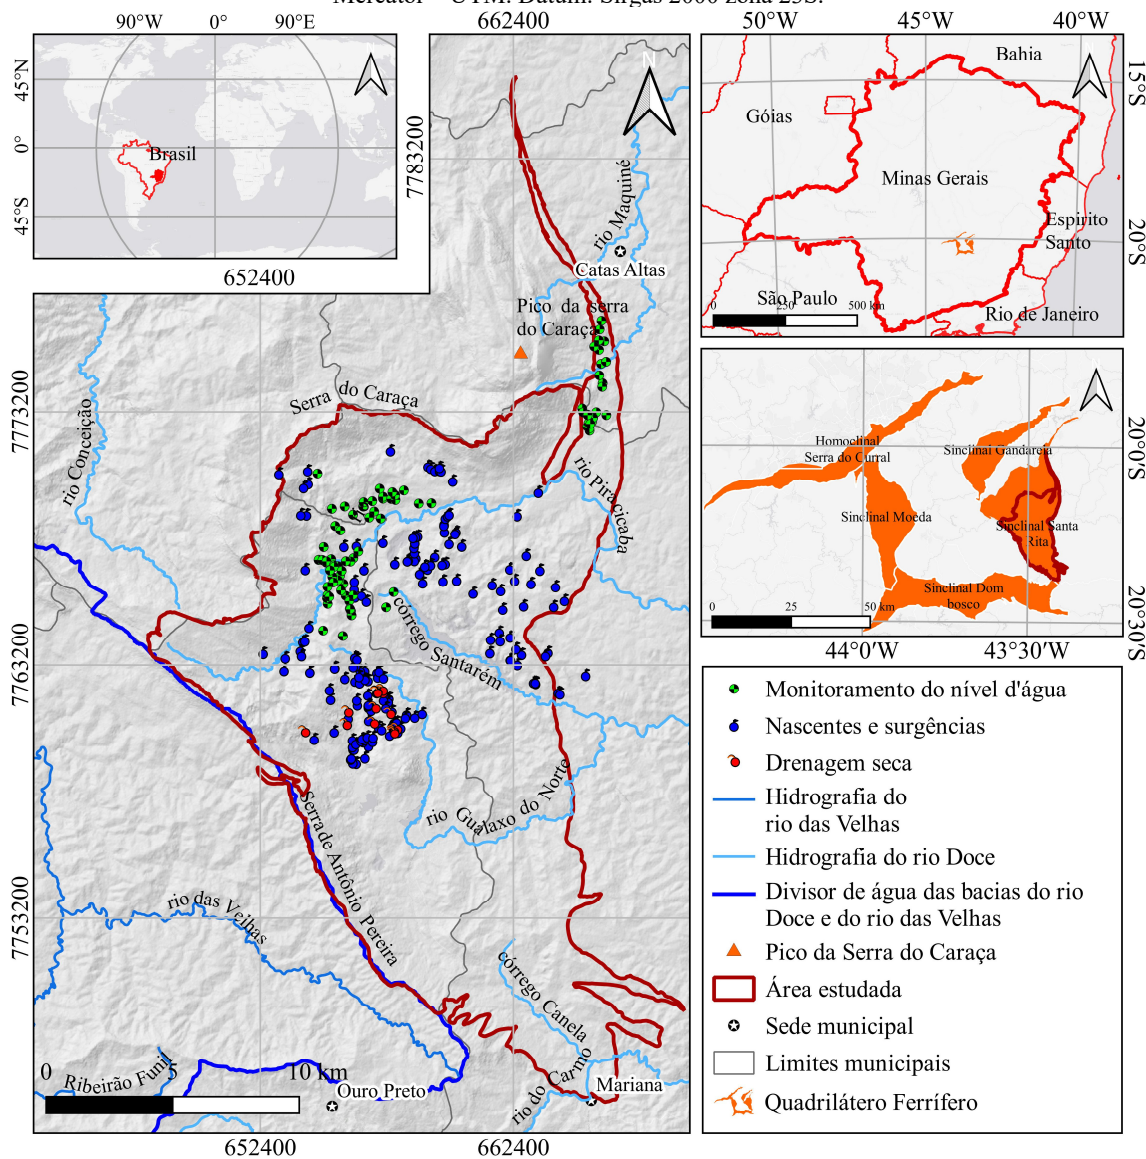 Mercator - UTM. Datum: Sirgas 2000 zona 23S.
90°W 0° 90°E
45°N
0°
45°S
Brasil
652400
662400
7783200
7773200
7763200
7753200
N
rio Maquiné
Catas Altas
Pico da serra
do Caraça
Serra do Caraça
rio Conceição
rio Piracicaba
córrego Santarém
rio Gualaxo do Norte
Serra de Antônio Pereira
rio das Velhas
córrego Canela
rio do Carmo
Mariana
Ouro Preto
Ribeirão Funil
0 5 10 km
652400 662400
50°W 45°W 40°W
15°S
20°S
Bahia
Góias
Minas Gerais
Espirito
Santo
São Paulo
Rio de Janeiro
0 250 500 km
Homoclinal
Serra do Curral
Sinclinal Gandarela
Sinclinal Moeda
Sinclinal Santa
Rita
Sinclinal Dom
bosco
0 25 50 km
20°0'S
20°30'S
44°0'W 43°30'W
Monitoramento do nível d'água
Nascentes e surgências
Drenagem seca
Hidrografia do
rio das Velhas
Hidrografia do rio Doce
Divisor de água das bacias do rio
Doce e do rio das Velhas
Pico da Serra do Caraça
Área estudada
Sede municipal
Limites municipais
Quadrilátero Ferrífero